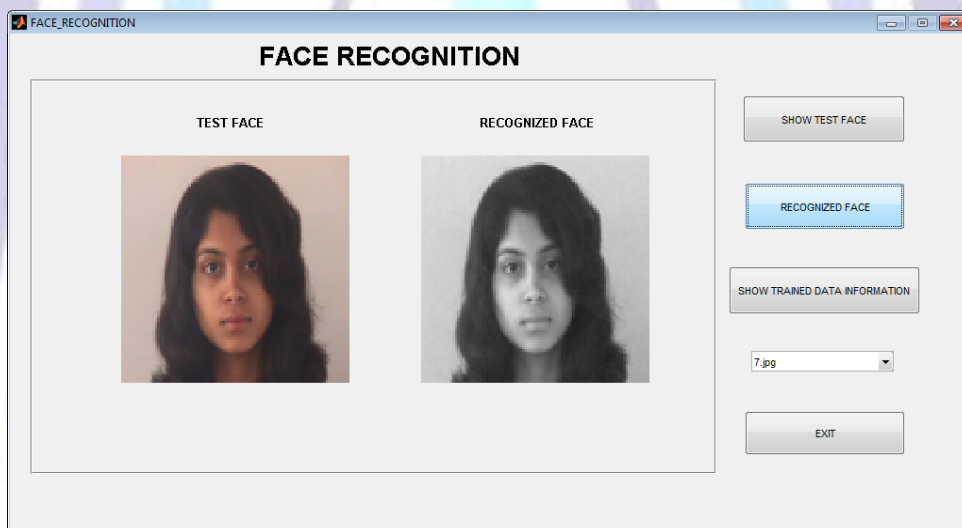 FACE_RECOGNITION
FACE RECOGNITION
TEST FACE
RECOGNIZED FACE
SHOW TEST FACE
RECOGNIZED FACE
SHOW TRAINED DATA INFORMATION
7.jpg
EXIT